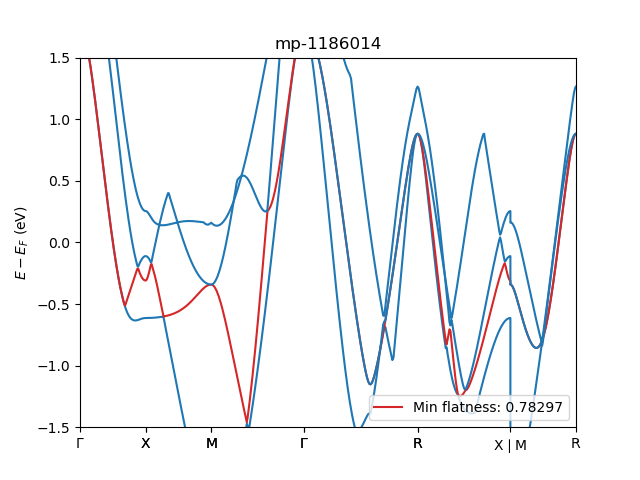 mp-1186014
E − E_F (eV)
1.5
1.0
0.5
0.0
−0.5
−1.0
−1.5
Min flatness: 0.78297
Γ X M Γ R X | M R